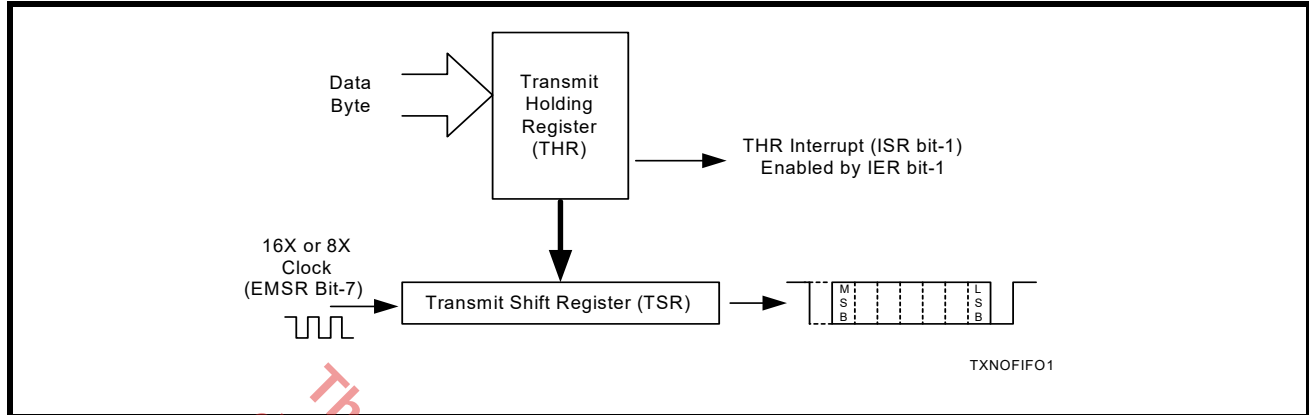 Data
Byte
Transmit
Holding
Register
(THR)
THR Interrupt (ISR bit-1)
Enabled by IER bit-1
16X or 8X
Clock
(EMSR Bit-7)
Transmit Shift Register (TSR)
M
S
B
L
S
B
TXNOFIFO1
Th